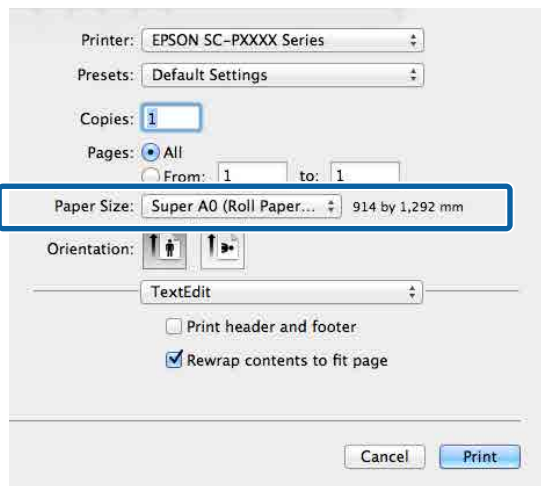 Printer: EPSON SC-PXXXX Series
Presets: Default Settings
Copies: 1
Pages: All
From: 1 to: 1
Paper Size: Super A0 (Roll Paper... 914 by 1,292 mm
Orientation:
TextEdit
Print header and footer
Rewrap contents to fit page
Cancel Print